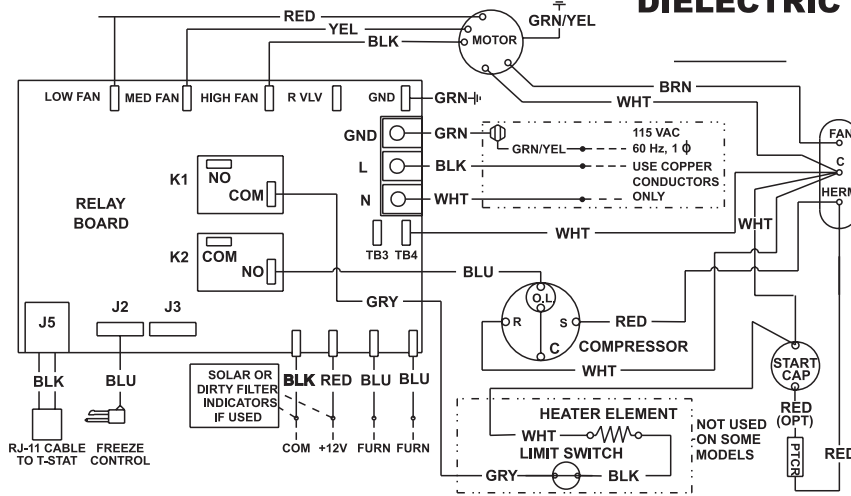 DIELECTRIC
RED
YEL
BLK
MOTOR
GRN/YEL
BRN
WHT
LOW FAN
MED FAN
HIGH FAN
R VLV
GND
GRN
FAN
C
HERM
GND
L
N
GRN
BLK
WHT
GRN/YEL
115 VAC
60 Hz, 1 ϕ
USE COPPER
CONDUCTORS
ONLY
K1
NO
COM
RELAY
BOARD
K2
COM
NO
TB3
TB4
WHT
WHT
BLU
GRY
O.L
R
S
C
RED
COMPRESSOR
WHT
J5
J2
J3
BLK
BLU
RJ-11 CABLE
TO T-STAT
FREEZE
CONTROL
SOLAR OR
DIRTY FILTER
INDICATORS
IF USED
BLK
RED
BLU
BLU
COM
+12V
FURN
FURN
START
CAP
RED
(OPT)
PTCR
RED
HEATER ELEMENT
WHT
LIMIT SWITCH
GRY
BLK
NOT USED
ON SOME
MODELS